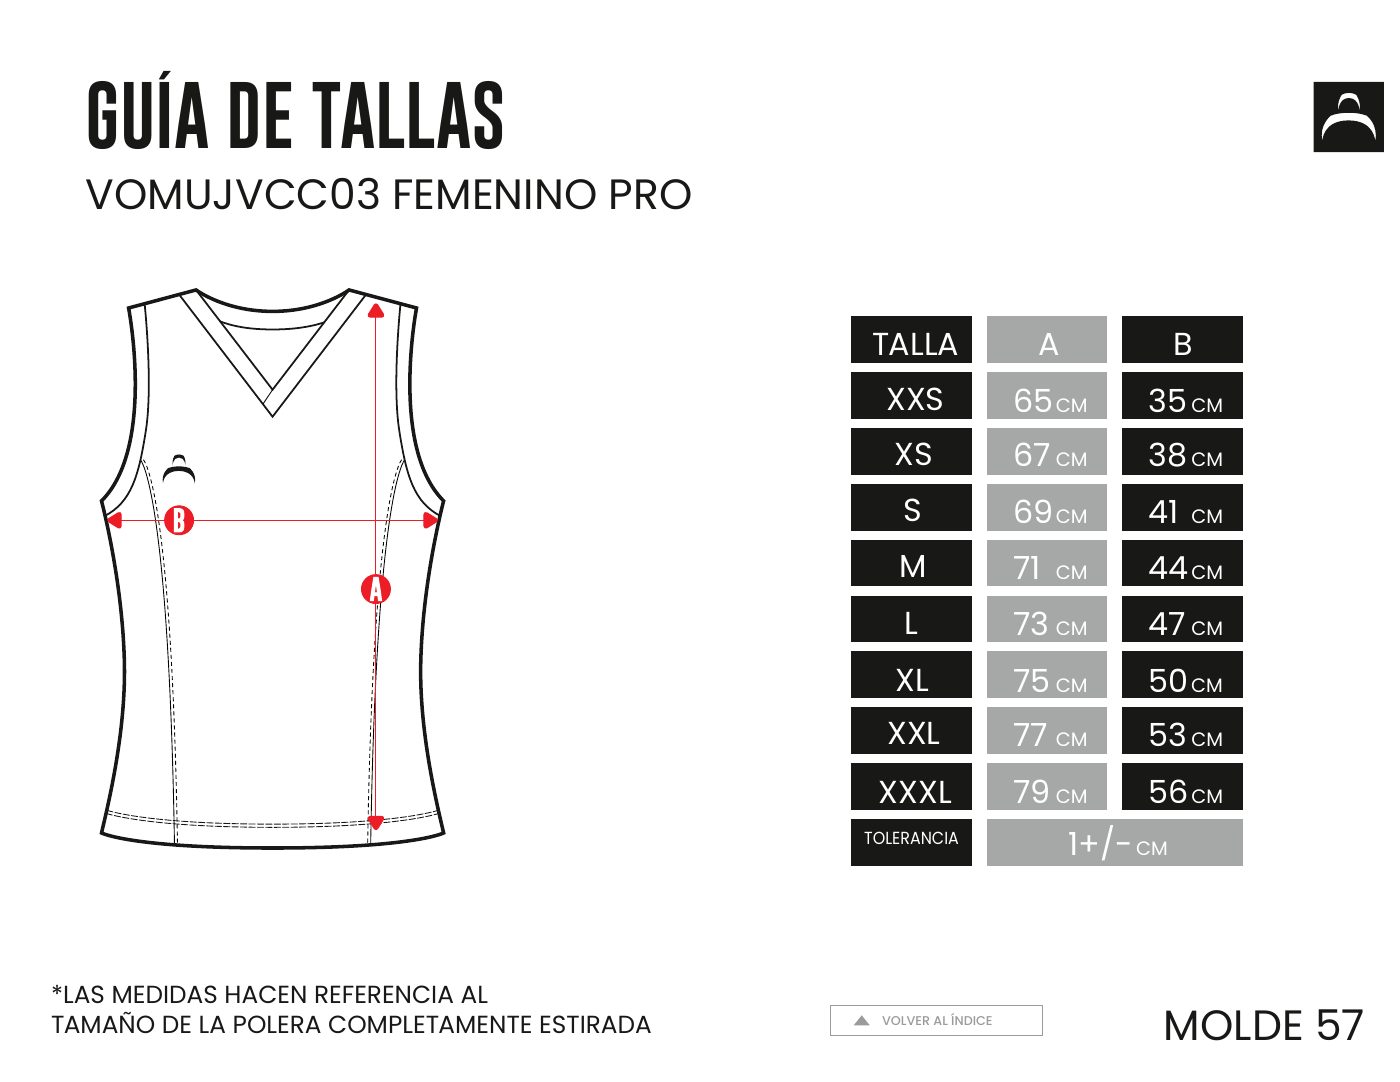 GUÍA DE TALLAS
VOMUJVCC03 FEMENINO PRO
B
A
TALLA A B
XXS 65 CM 35 CM
XS 67 CM 38 CM
S 69 CM 41 CM
M 71 CM 44 CM
L 73 CM 47 CM
XL 75 CM 50 CM
XXL 77 CM 53 CM
XXXL 79 CM 56 CM
TOLERANCIA 1+/- CM
*LAS MEDIDAS HACEN REFERENCIA AL
TAMAÑO DE LA POLERA COMPLETAMENTE ESTIRADA
VOLVER AL ÍNDICE
MOLDE 57